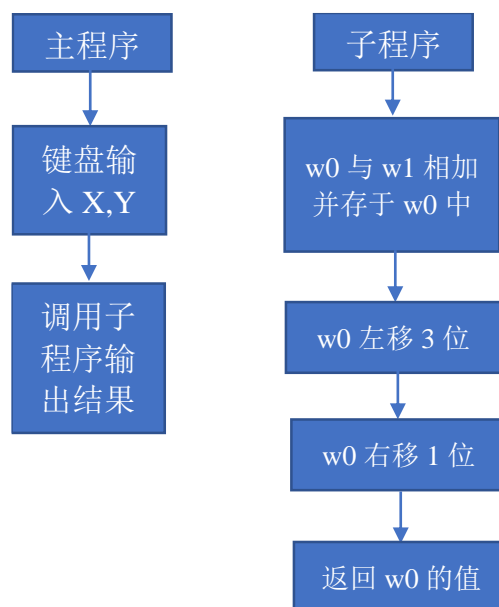 主程序
键盘输
入 X,Y
调用子
程序输
出结果
子程序
w0 与 w1 相加
并存于 w0 中
w0 左移 3 位
w0 右移 1 位
返回 w0 的值